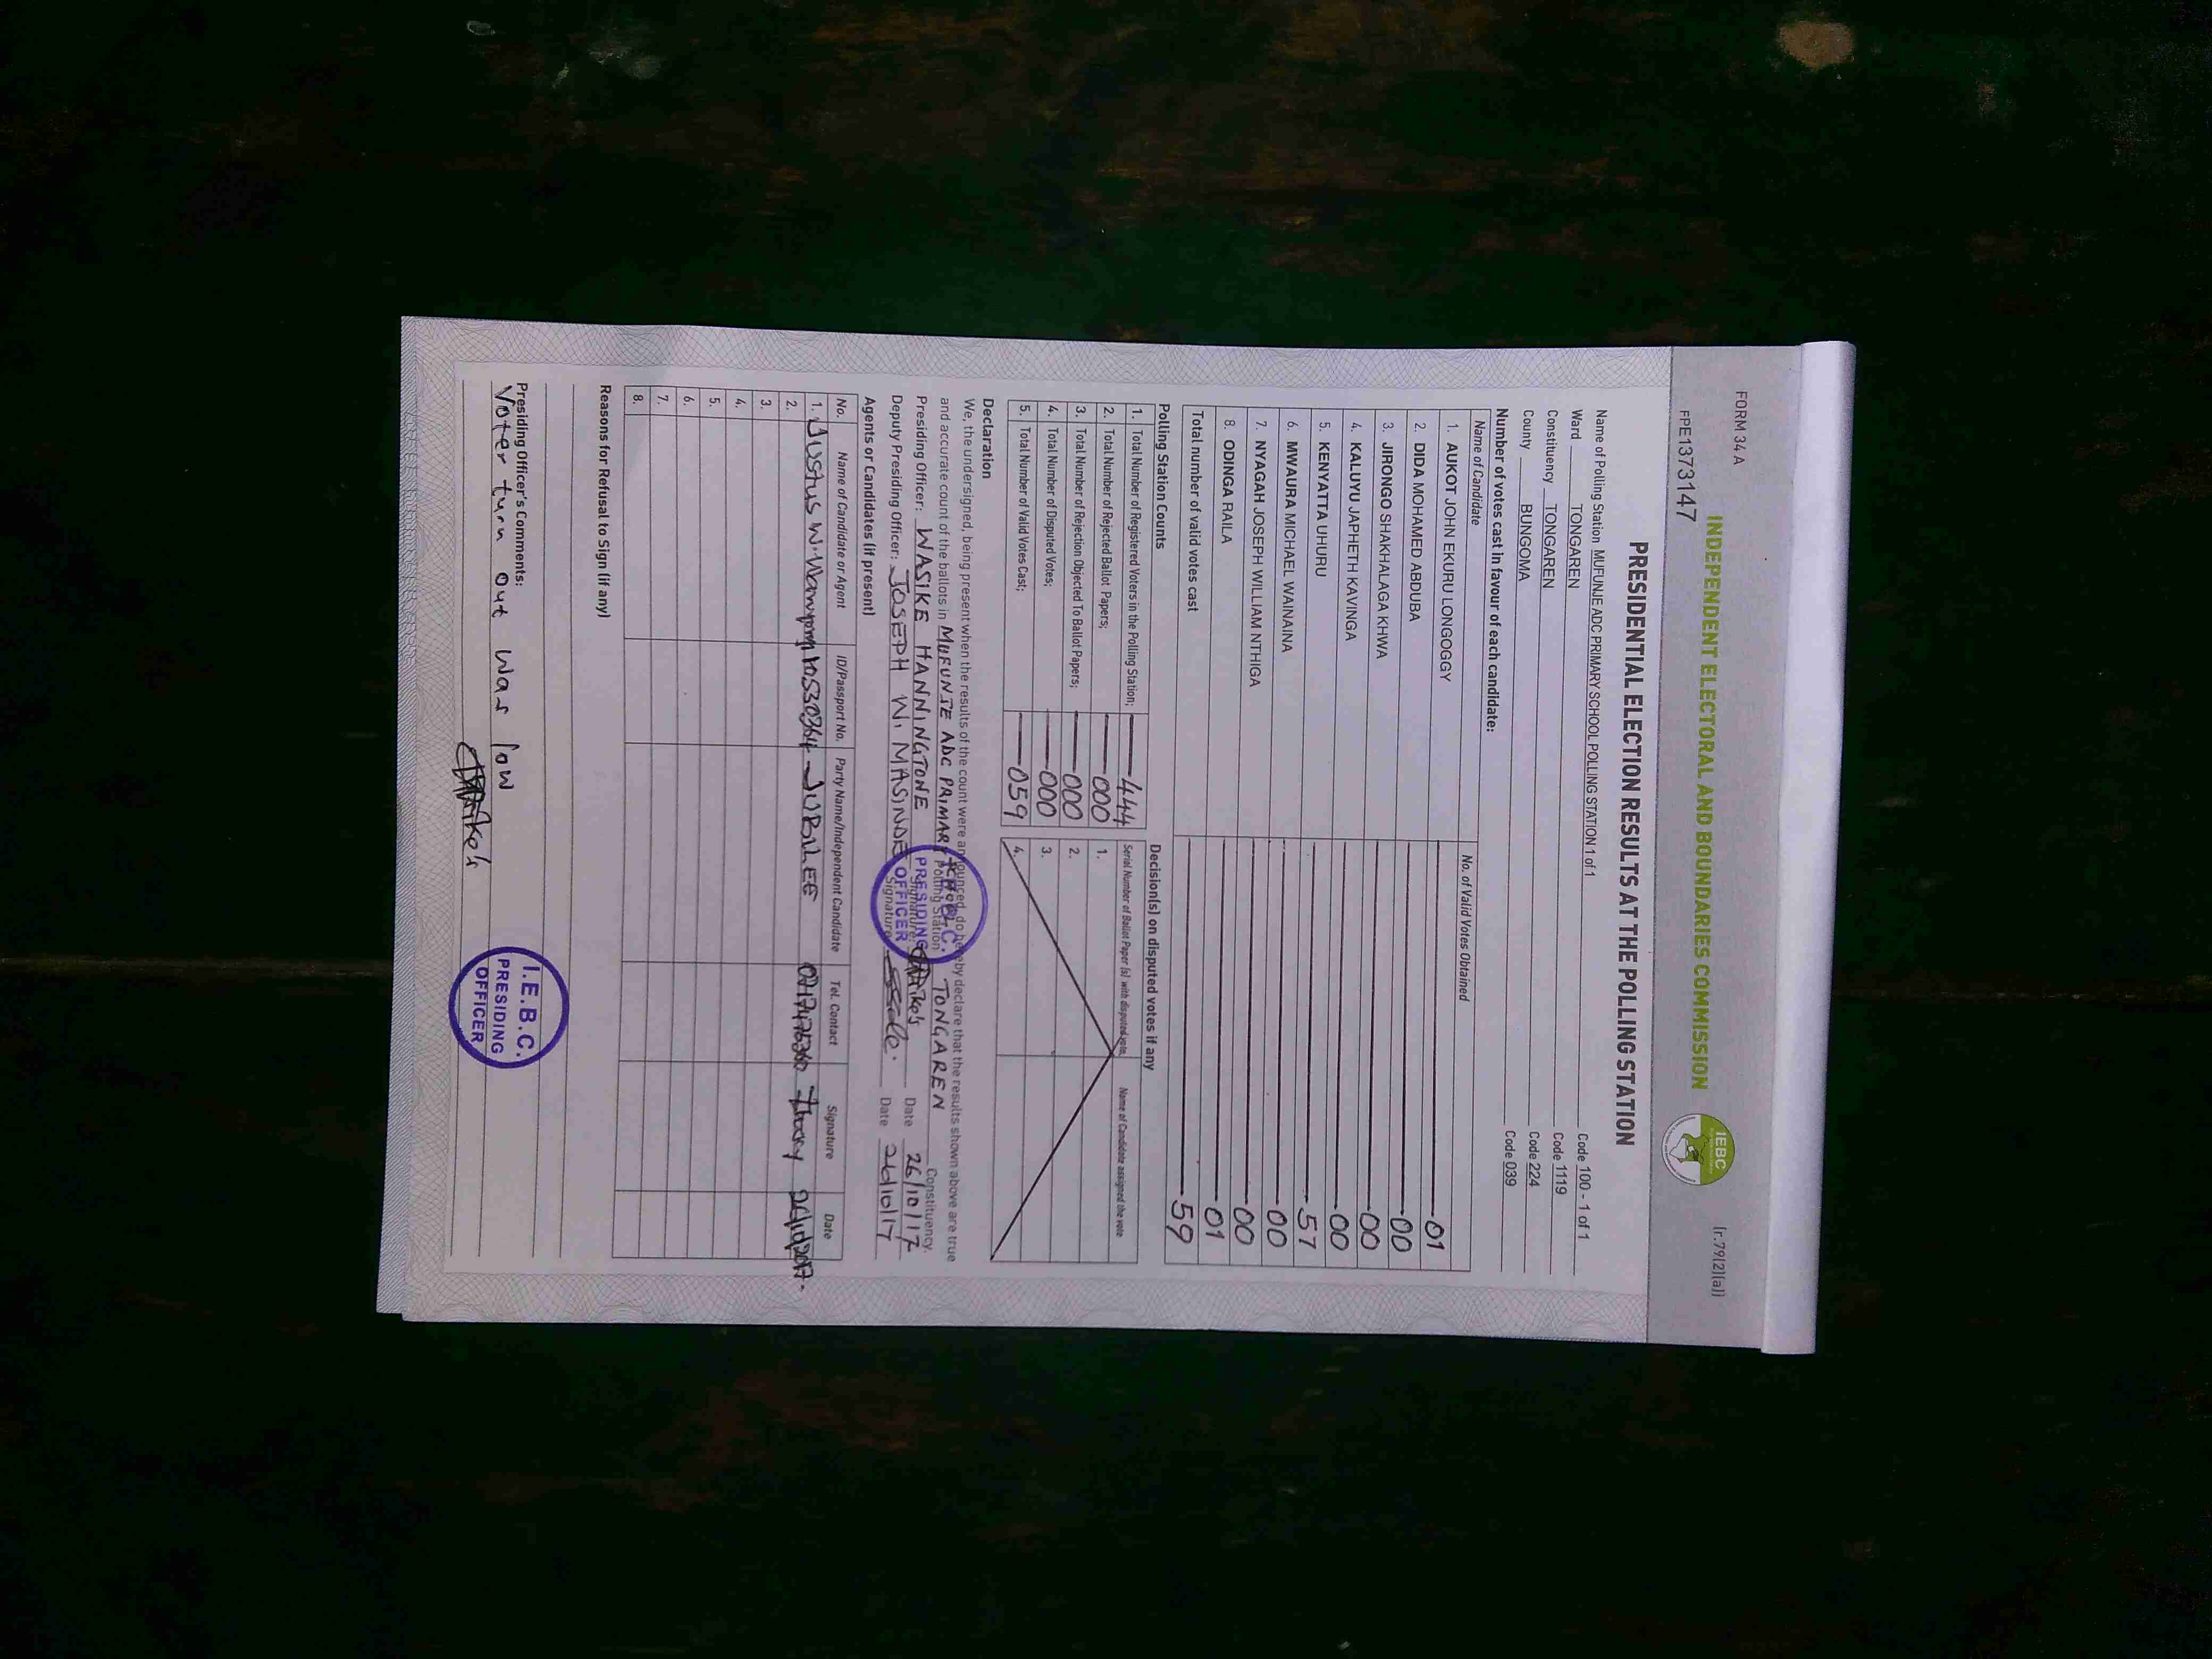 FORM 34 A
(r.79(2)(a))
INDEPENDENT ELECTORAL AND BOUNDARIES COMMISSION
IEBC
FPE1373147
PRESIDENTIAL ELECTION RESULTS AT THE POLLING STATION
Name of Polling Station MUFUNJE ADC PRIMARY SCHOOL POLLING STATION 1 of 1 Code 100 - 1 of 1
Ward TONGAREN Code 1119
Constituency TONGAREN Code 224
County BUNGOMA Code 039
Number of votes cast in favour of each candidate:
Name of Candidate No. of Valid Votes Obtained
1. AUKOT JOHN EKURU LONGOGGY 01
2. DIDA MOHAMED ABDUBA 00
3. JIRONGO SHAKHALAGA KHWA 00
4. KALUYU JAPHETH KAVINGA 00
5. KENYATTA UHURU 57
6. MWAURA MICHAEL WAINAINA 00
7. NYAGAH JOSEPH WILLIAM NTHIGA 00
8. ODINGA RAILA 01
Total number of valid votes cast 59
Polling Station Counts
1. Total Number of Registered Voters in the Polling Station; 444
2. Total Number of Rejected Ballot Papers; 000
3. Total Number of Rejection Objected To Ballot Papers; 000
4. Total Number of Disputed Votes; 000
5. Total Number of Valid Votes Cast; 059
Decision(s) on disputed votes if any
Serial Number of Ballot Paper (s) with disputed vote Name of Candidate assigned the vote
1.
2.
3.
4.
Declaration
We, the undersigned, being present when the results of the count were announced, do hereby declare that the results shown above are true
and accurate count of the ballots in MUFUNJE ADC PRIMARY Polling Station TONGAREN Constituency.
Presiding Officer: WASIKE HANNINGTONE Signature Date 26/10/17
Deputy Presiding Officer: JOSEPH W. MASINDE Signature Date 26/10/17
I.E.B.C.
PRESIDING
OFFICER
Agents or Candidates (if present)
No. Name of Candidate or Agent ID/Passport No. Party Name/Independent Candidate Tel. Contact Signature Date
1. Justus W. JUBILEE 26/10/2017
2.
3.
4.
5.
6.
7.
8.
Reasons for Refusal to Sign (if any)
Presiding Officer's Comments:
Voter turn out was low
I.E.B.C.
PRESIDING
OFFICER